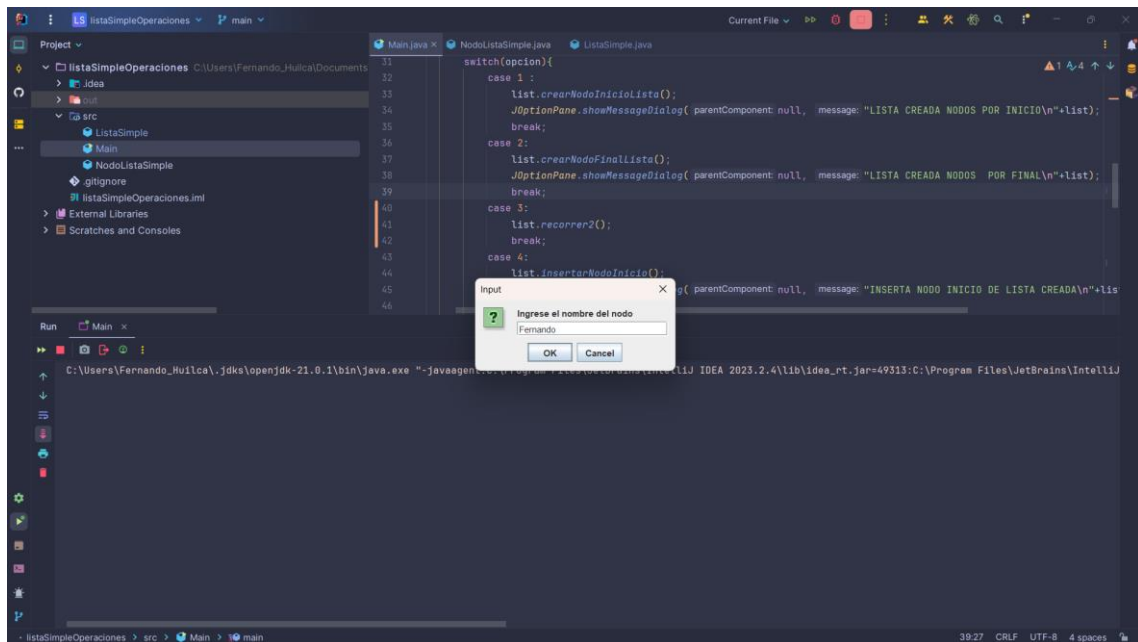 LS listaSimpleOperaciones main Current File
Project
Main.java × NodoListaSimple.java ListaSimple.java
listaSimpleOperaciones C:\Users\Fernando_Huilca\Documents
.idea
out
src
ListaSimple
Main
NodoListaSimple
.gitignore
listaSimpleOperaciones.iml
External Libraries
Scratches and Consoles
1 4
31 switch(opcion){
32 case 1 :
33 list.crearNodoInicioLista();
34 JOptionPane.showMessageDialog( parentComponent: null, message: "LISTA CREADA NODOS POR INICIO\n"+list);
35 break;
36 case 2:
37 list.crearNodoFinalLista();
38 JOptionPane.showMessageDialog( parentComponent: null, message: "LISTA CREADA NODOS  POR FINAL\n"+list);
39 break;
40 case 3:
41 list.recorrer2();
42 break;
43 case 4:
44 list.insertarNodoInicio();
45 g( parentComponent: null, message: "INSERTA NODO INICIO DE LISTA CREADA\n"+lis
46
Input
Ingrese el nombre del nodo
Fernando
OK Cancel
Run Main ×
C:\Users\Fernando_Huilca\.jdks\openjdk-21.0.1\bin\java.exe "-javaagent IntelliJ IDEA 2023.2.4\lib\idea_rt.jar=49313:C:\Program Files\JetBrains\IntelliJ
listaSimpleOperaciones > src > Main > main 39:27 CRLF UTF-8 4 spaces